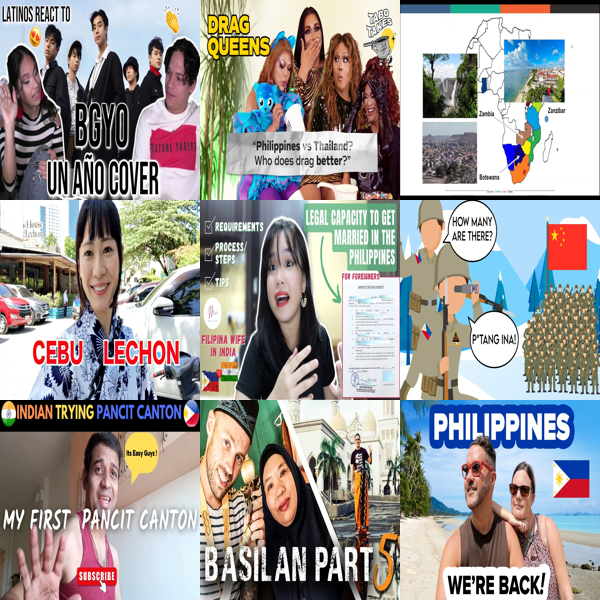 LATINOS REACT TO
BGYO
UN AÑO COVER
DRAG
QUEENS
TABO
TAKES
"Philippines vs Thailand?
Who does drag better?"
Zambia
Zanzibar
Botswana
House
CEBU LECHON
REQUIREMENTS
PROCESS/
STEPS
TIPS
FILIPINA WIFE
IN INDIA
LEGAL CAPACITY TO GET
MARRIED IN THE
PHILIPPINES
FOR FOREIGNERS
HOW MANY
ARE THERE?
P*TANG INA!
INDIAN TRYING PANCIT CANTON
Its Easy Guys!
MY FIRST PANCIT CANTON
SUBSCRIBE
BASILAN PART 5
PHILIPPINES
WE'RE BACK!